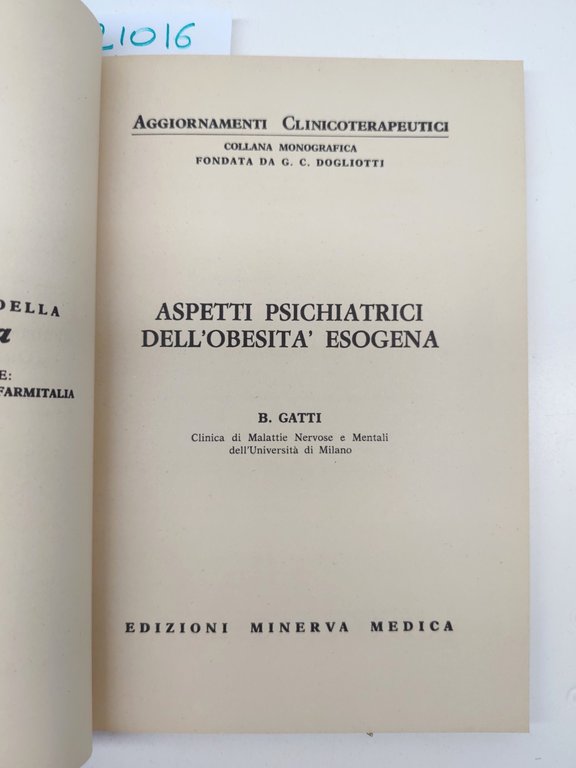 21016
DELLA
a
E:
FARMITALIA
AGGIORNAMENTI CLINICOTERAPEUTICI
COLLANA MONOGRAFICA
FONDATA DA G. C. DOGLIOTTI
ASPETTI PSICHIATRICI
DELL'OBESITA' ESOGENA
B. GATTI
Clinica di Malattie Nervose e Mentali
dell'Università di Milano
EDIZIONI MINERVA MEDICA